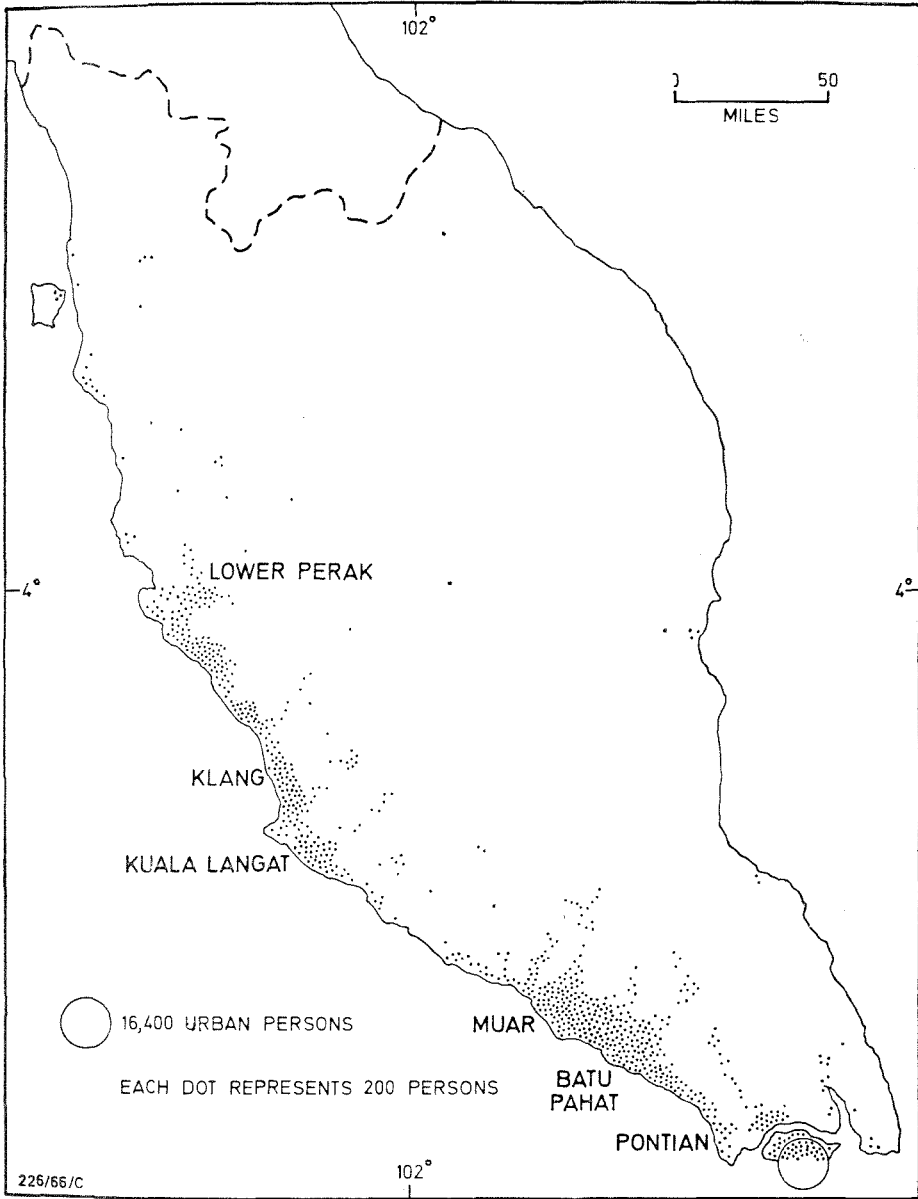 102°
0 50
MILES
LOWER PERAK
4° 4°
KLANG
KUALA LANGAT
16,400 URBAN PERSONS
MUAR
EACH DOT REPRESENTS 200 PERSONS
BATU
PAHAT
PONTIAN
102°
226/66/C